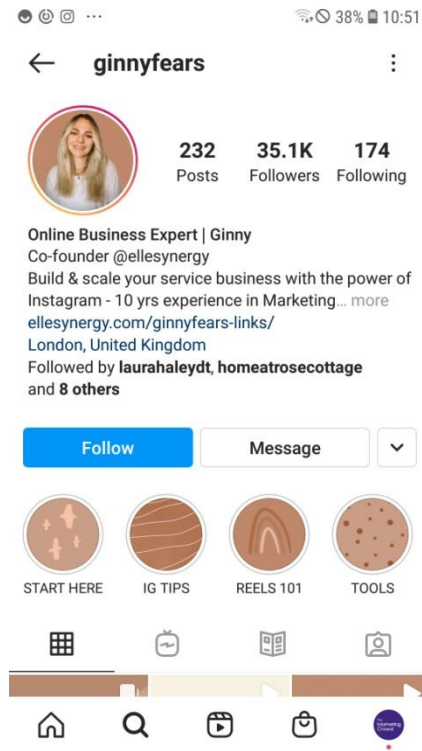 38% 10:51
ginnyfears
232 35.1K 174
Posts Followers Following
Online Business Expert | Ginny
Co-founder @ellesynergy
Build & scale your service business with the power of
Instagram - 10 yrs experience in Marketing... more
ellesynergy.com/ginnyfears-links/
London, United Kingdom
Followed by laurahaleydt, homeatrosecottage
and 8 others
Follow Message
START HERE IG TIPS REELS 101 TOOLS
The
Marketing
Crowd